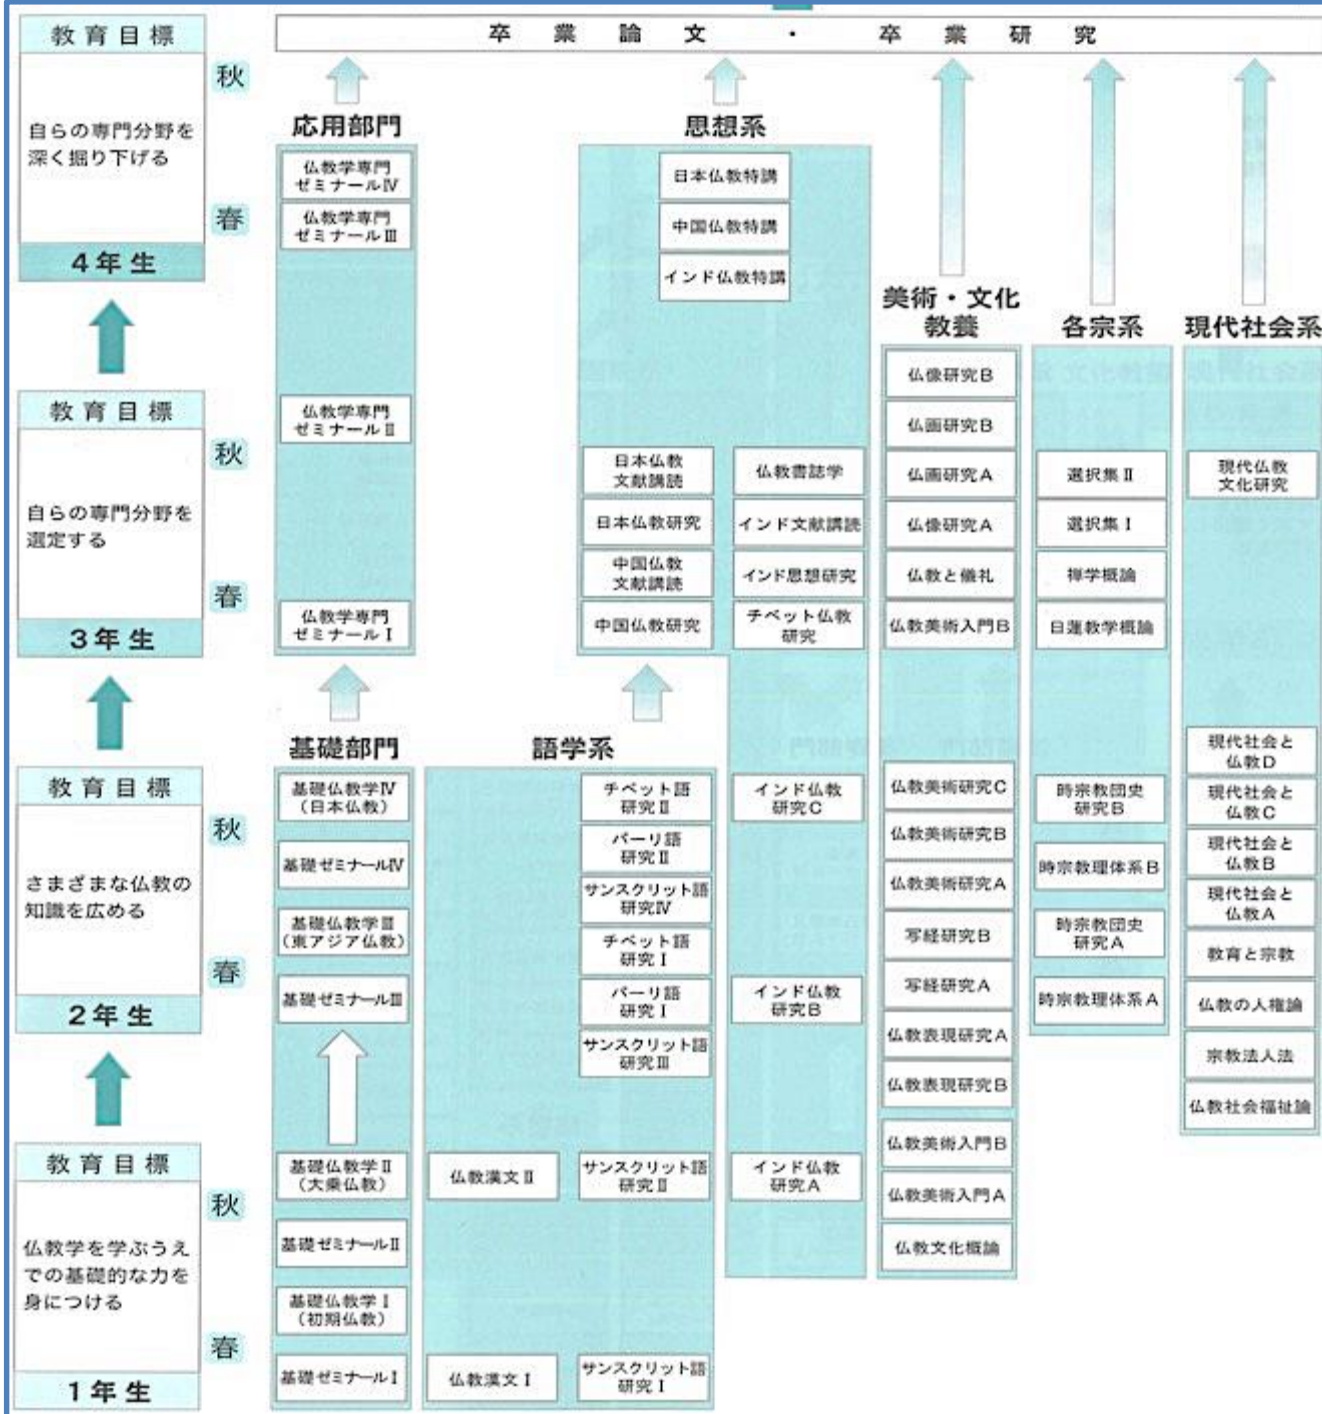 教育目標
秋
自らの専門分野を
深く掘り下げる
春
4年生
教育目標
秋
自らの専門分野を
選定する
春
3年生
教育目標
秋
さまざまな仏教の
知識を広める
春
2年生
教育目標
秋
仏教学を学ぶうえ
での基礎的な力を
身につける
春
1年生
卒業論文・卒業研究
応用部門
仏教学専門
ゼミナールⅣ
仏教学専門
ゼミナールⅢ
仏教学専門
ゼミナールⅡ
仏教学専門
ゼミナールⅠ
基礎部門
基礎仏教学Ⅳ
(日本仏教)
基礎ゼミナールⅣ
基礎仏教学Ⅲ
(東アジア仏教)
基礎ゼミナールⅢ
基礎仏教学Ⅱ
(大乗仏教)
基礎ゼミナールⅡ
基礎仏教学Ⅰ
(初期仏教)
基礎ゼミナールⅠ
思想系
日本仏教特講
中国仏教特講
インド仏教特講
日本仏教
文献講読
日本仏教研究
中国仏教
文献講読
中国仏教研究
仏教書誌学
インド文献講読
インド思想研究
チベット仏教
研究
インド仏教
研究C
インド仏教
研究B
インド仏教
研究A
語学系
仏教漢文Ⅱ
仏教漢文Ⅰ
チベット語
研究Ⅱ
パーリ語
研究Ⅱ
サンスクリット語
研究Ⅳ
チベット語
研究Ⅰ
パーリ語
研究Ⅰ
サンスクリット語
研究Ⅲ
サンスクリット語
研究Ⅱ
サンスクリット語
研究Ⅰ
美術・文化
教養
仏像研究B
仏画研究B
仏画研究A
仏像研究A
仏教と儀礼
仏教美術入門B
仏教美術研究C
仏教美術研究B
仏教美術研究A
写経研究B
写経研究A
仏教表現研究A
仏教表現研究B
仏教美術入門B
仏教美術入門A
仏教文化概論
各宗系
選択集Ⅱ
選択集Ⅰ
禅学概論
日蓮教学概論
時宗教団史
研究B
時宗教理体系B
時宗教団史
研究A
時宗教理体系A
現代社会系
現代仏教
文化研究
現代社会と
仏教D
現代社会と
仏教C
現代社会と
仏教B
現代社会と
仏教A
教育と宗教
仏教の人権論
宗教法人法
仏教社会福祉論